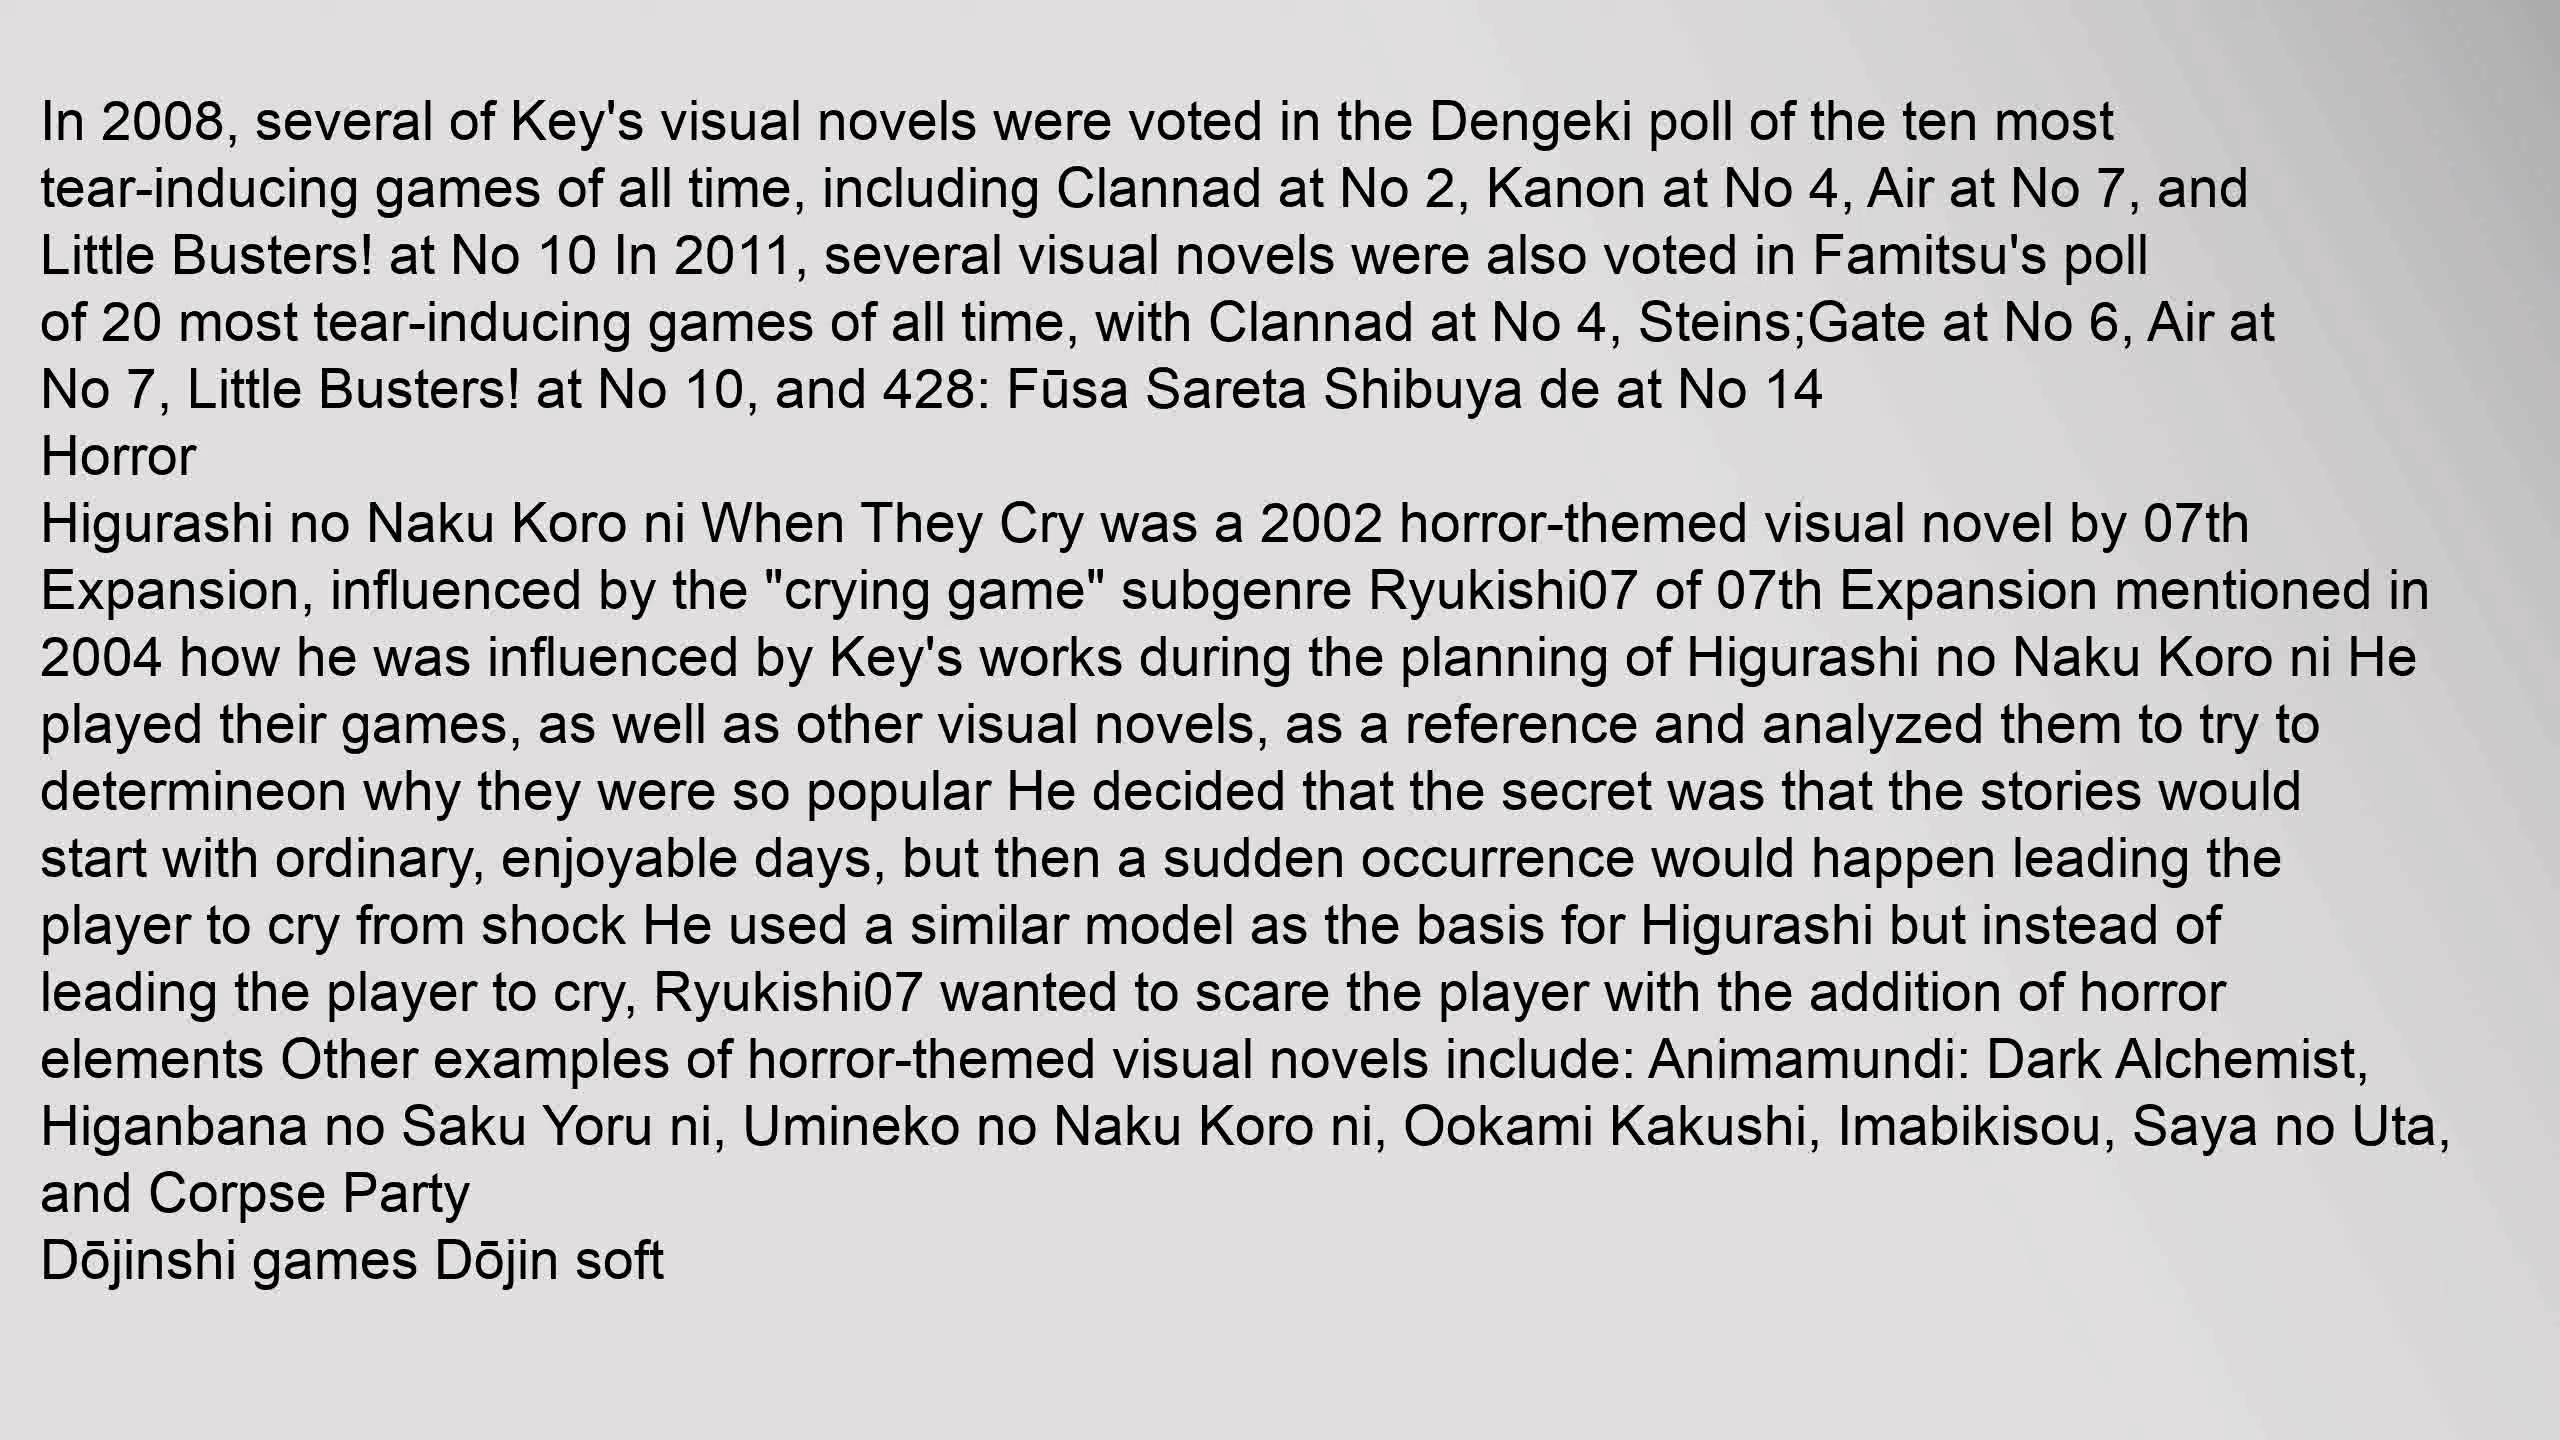 In 2008, several of Key's visual novels were voted in the Dengeki poll of the ten most
tear-inducing games of all time, including Clannad at No 2, Kanon at No 4, Air at No 7, and
Little Busters! at No 10 In 2011, several visual novels were also voted in Famitsu's poll
of 20 most tear-inducing games of all time, with Clannad at No 4, Steins;Gate at No 6, Air at
No 7, Little Busters! at No 10, and 428: Fūsa Sareta Shibuya de at No 14
Horror
Higurashi no Naku Koro ni When They Cry was a 2002 horror-themed visual novel by 07th
Expansion, influenced by the "crying game" subgenre Ryukishi07 of 07th Expansion mentioned in
2004 how he was influenced by Key's works during the planning of Higurashi no Naku Koro ni He
played their games, as well as other visual novels, as a reference and analyzed them to try to
determineon why they were so popular He decided that the secret was that the stories would
start with ordinary, enjoyable days, but then a sudden occurrence would happen leading the
player to cry from shock He used a similar model as the basis for Higurashi but instead of
leading the player to cry, Ryukishi07 wanted to scare the player with the addition of horror
elements Other examples of horror-themed visual novels include: Animamundi: Dark Alchemist,
Higanbana no Saku Yoru ni, Umineko no Naku Koro ni, Ookami Kakushi, Imabikisou, Saya no Uta,
and Corpse Party
Dōjinshi games Dōjin soft